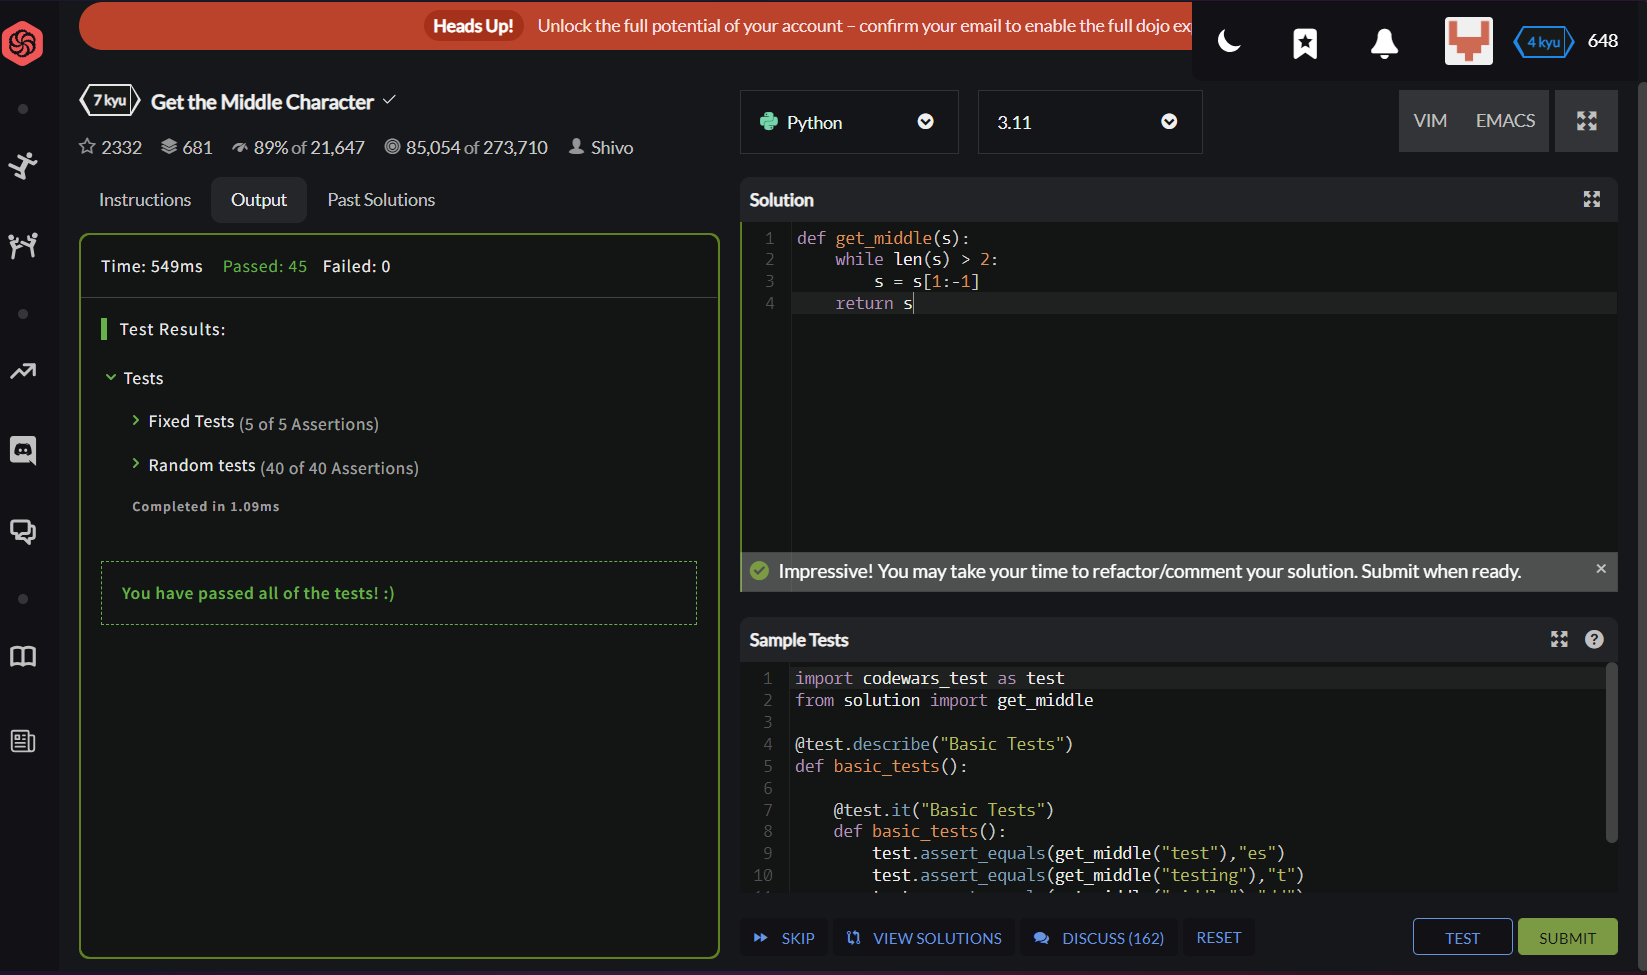 Heads Up! Unlock the full potential of your account – confirm your email to enable the full dojo ex
4 kyu 648
7 kyu Get the Middle Character
2332 681 89% of 21,647 85,054 of 273,710 Shivo
Instructions Output Past Solutions
Time: 549ms Passed: 45 Failed: 0
Test Results:
Tests
Fixed Tests (5 of 5 Assertions)
Random tests (40 of 40 Assertions)
Completed in 1.09ms
You have passed all of the tests! :)
Python 3.11 VIM EMACS
Solution
1 def get_middle(s):
2 while len(s) > 2:
3 s = s[1:-1]
4 return s
Impressive! You may take your time to refactor/comment your solution. Submit when ready.
Sample Tests
1 import codewars_test as test
2 from solution import get_middle
3
4 @test.describe("Basic Tests")
5 def basic_tests():
6
7 @test.it("Basic Tests")
8 def basic_tests():
9 test.assert_equals(get_middle("test"),"es")
10 test.assert_equals(get_middle("testing"),"t")
SKIP VIEW SOLUTIONS DISCUSS (162) RESET TEST SUBMIT